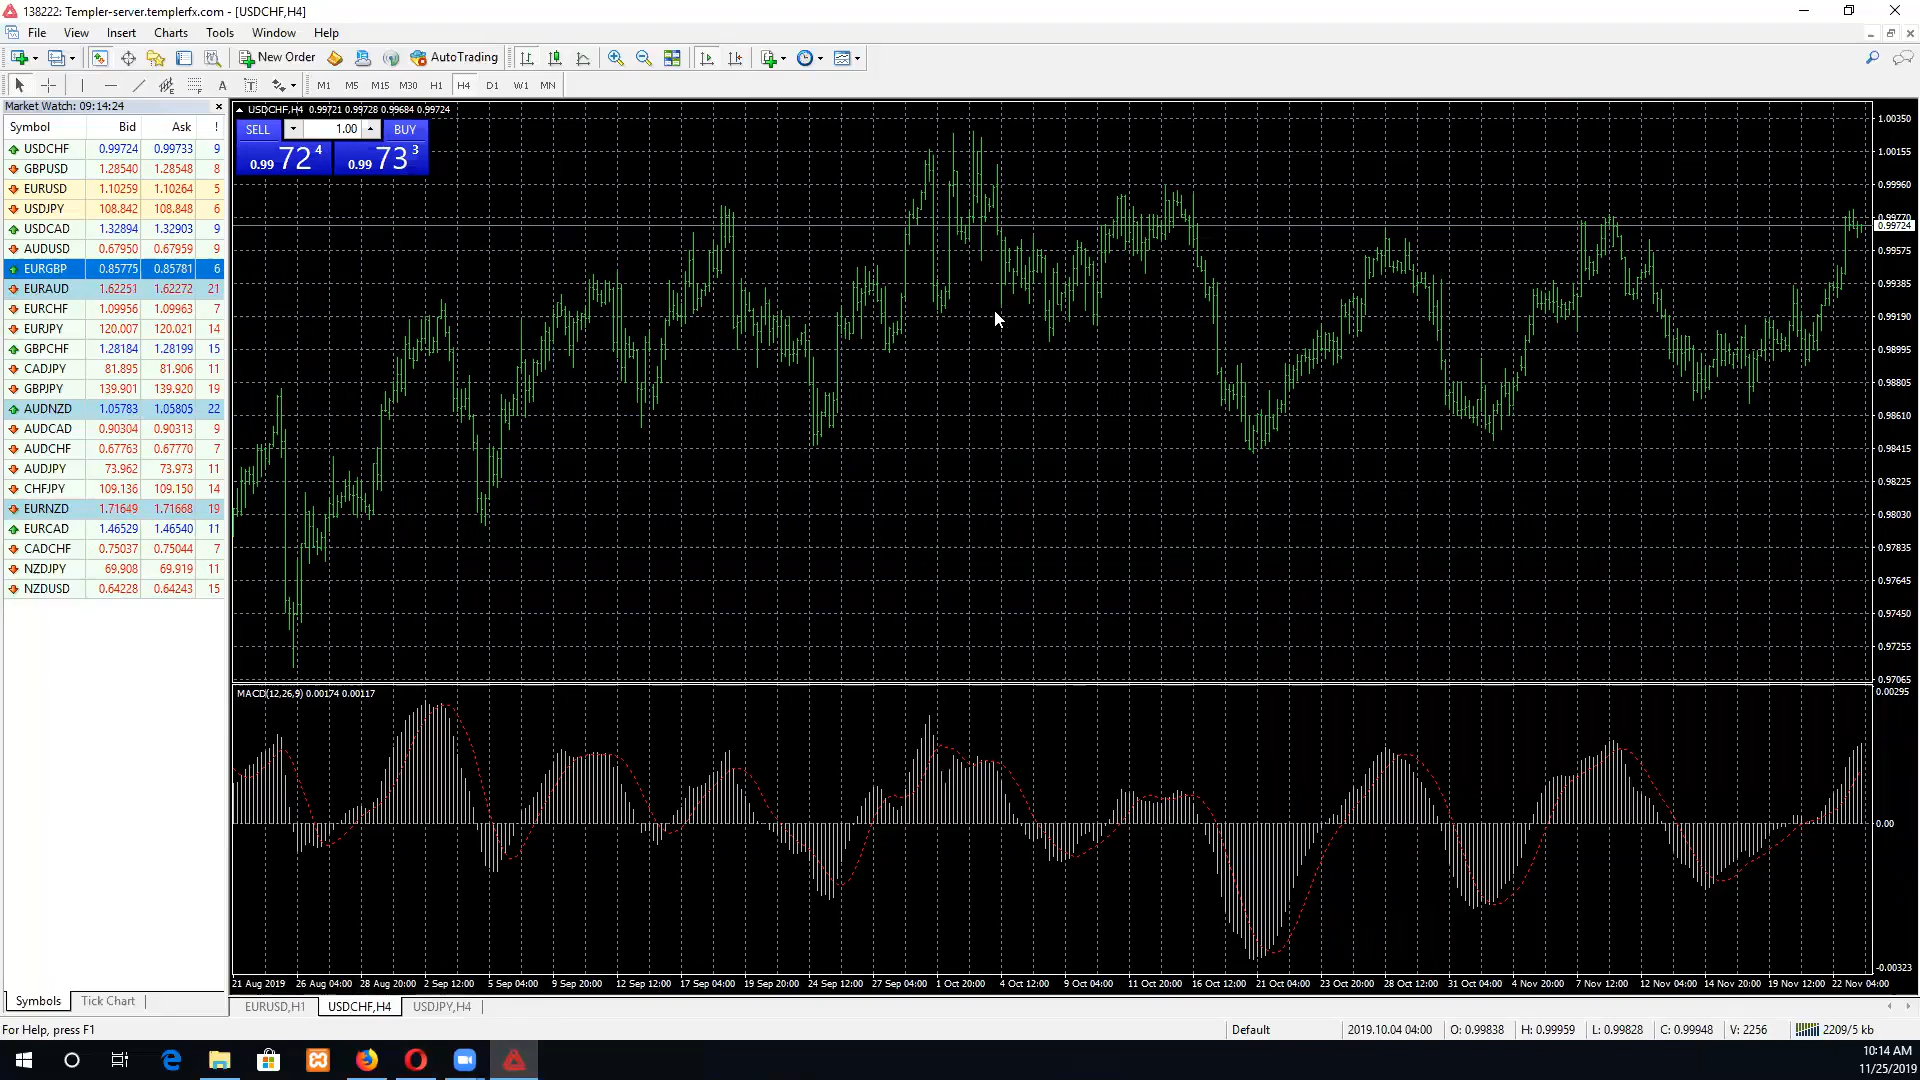 138222: Templer-server.templerfx.com - [USDCHF,H4]
File View Insert Charts Tools Window Help
New Order AutoTrading
A T M1 M5 M15 M30 H1 H4 D1 W1 MN
Market Watch: 09:14:24
Symbol Bid Ask !
USDCHF 0.99724 0.99733 9
GBPUSD 1.28540 1.28548 8
EURUSD 1.10259 1.10264 5
USDJPY 108.842 108.848 6
USDCAD 1.32894 1.32903 9
AUDUSD 0.67950 0.67959 9
EURGBP 0.85775 0.85781 6
EURAUD 1.62251 1.62272 21
EURCHF 1.09956 1.09963 7
EURJPY 120.007 120.021 14
GBPCHF 1.28184 1.28199 15
CADJPY 81.895 81.906 11
GBPJPY 139.901 139.920 19
AUDNZD 1.05783 1.05805 22
AUDCAD 0.90304 0.90313 9
AUDCHF 0.67763 0.67770 7
AUDJPY 73.962 73.973 11
CHFJPY 109.136 109.150 14
EURNZD 1.71649 1.71668 19
EURCAD 1.46529 1.46540 11
CADCHF 0.75037 0.75044 7
NZDJPY 69.908 69.919 11
NZDUSD 0.64228 0.64243 15
Symbols Tick Chart
USDCHF,H4 0.99721 0.99728 0.99684 0.99724
SELL 1.00 BUY
0.99 72 4 0.99 73 3
1.00350
1.00155
0.99960
0.99770
0.99724
0.99575
0.99385
0.99190
0.98995
0.98805
0.98610
0.98415
0.98225
0.98030
0.97835
0.97645
0.97450
0.97255
0.97065
MACD(12,26,9) 0.00174 0.00117
0.00295
0.00
-0.00323
21 Aug 2019 26 Aug 04:00 28 Aug 20:00 2 Sep 12:00 5 Sep 04:00 9 Sep 20:00 12 Sep 12:00 17 Sep 04:00 19 Sep 20:00 24 Sep 12:00 27 Sep 04:00 1 Oct 20:00 4 Oct 12:00 9 Oct 04:00 11 Oct 20:00 16 Oct 12:00 21 Oct 04:00 23 Oct 20:00 28 Oct 12:00 31 Oct 04:00 4 Nov 20:00 7 Nov 12:00 12 Nov 04:00 14 Nov 20:00 19 Nov 12:00 22 Nov 04:00
EURUSD,H1 USDCHF,H4 USDJPY,H4
For Help, press F1
Default 2019.10.04 04:00 O: 0.99838 H: 0.99959 L: 0.99828 C: 0.99948 V: 2256 2209/5 kb
10:14 AM
11/25/2019